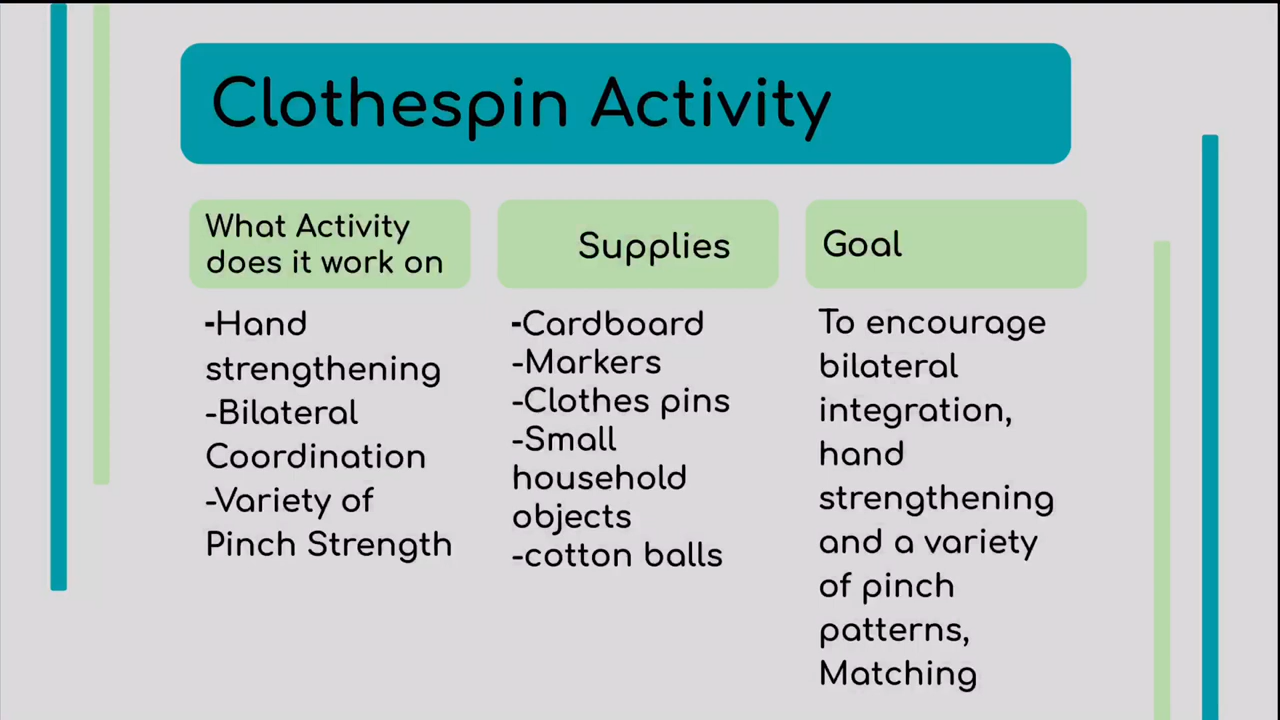 Clothespin Activity
What Activity
does it work on
-Hand
strengthening
-Bilateral
Coordination
-Variety of
Pinch Strength
Supplies
-Cardboard
-Markers
-Clothes pins
-Small
household
objects
-cotton balls
Goal
To encourage
bilateral
integration,
hand
strengthening
and a variety
of pinch
patterns,
Matching